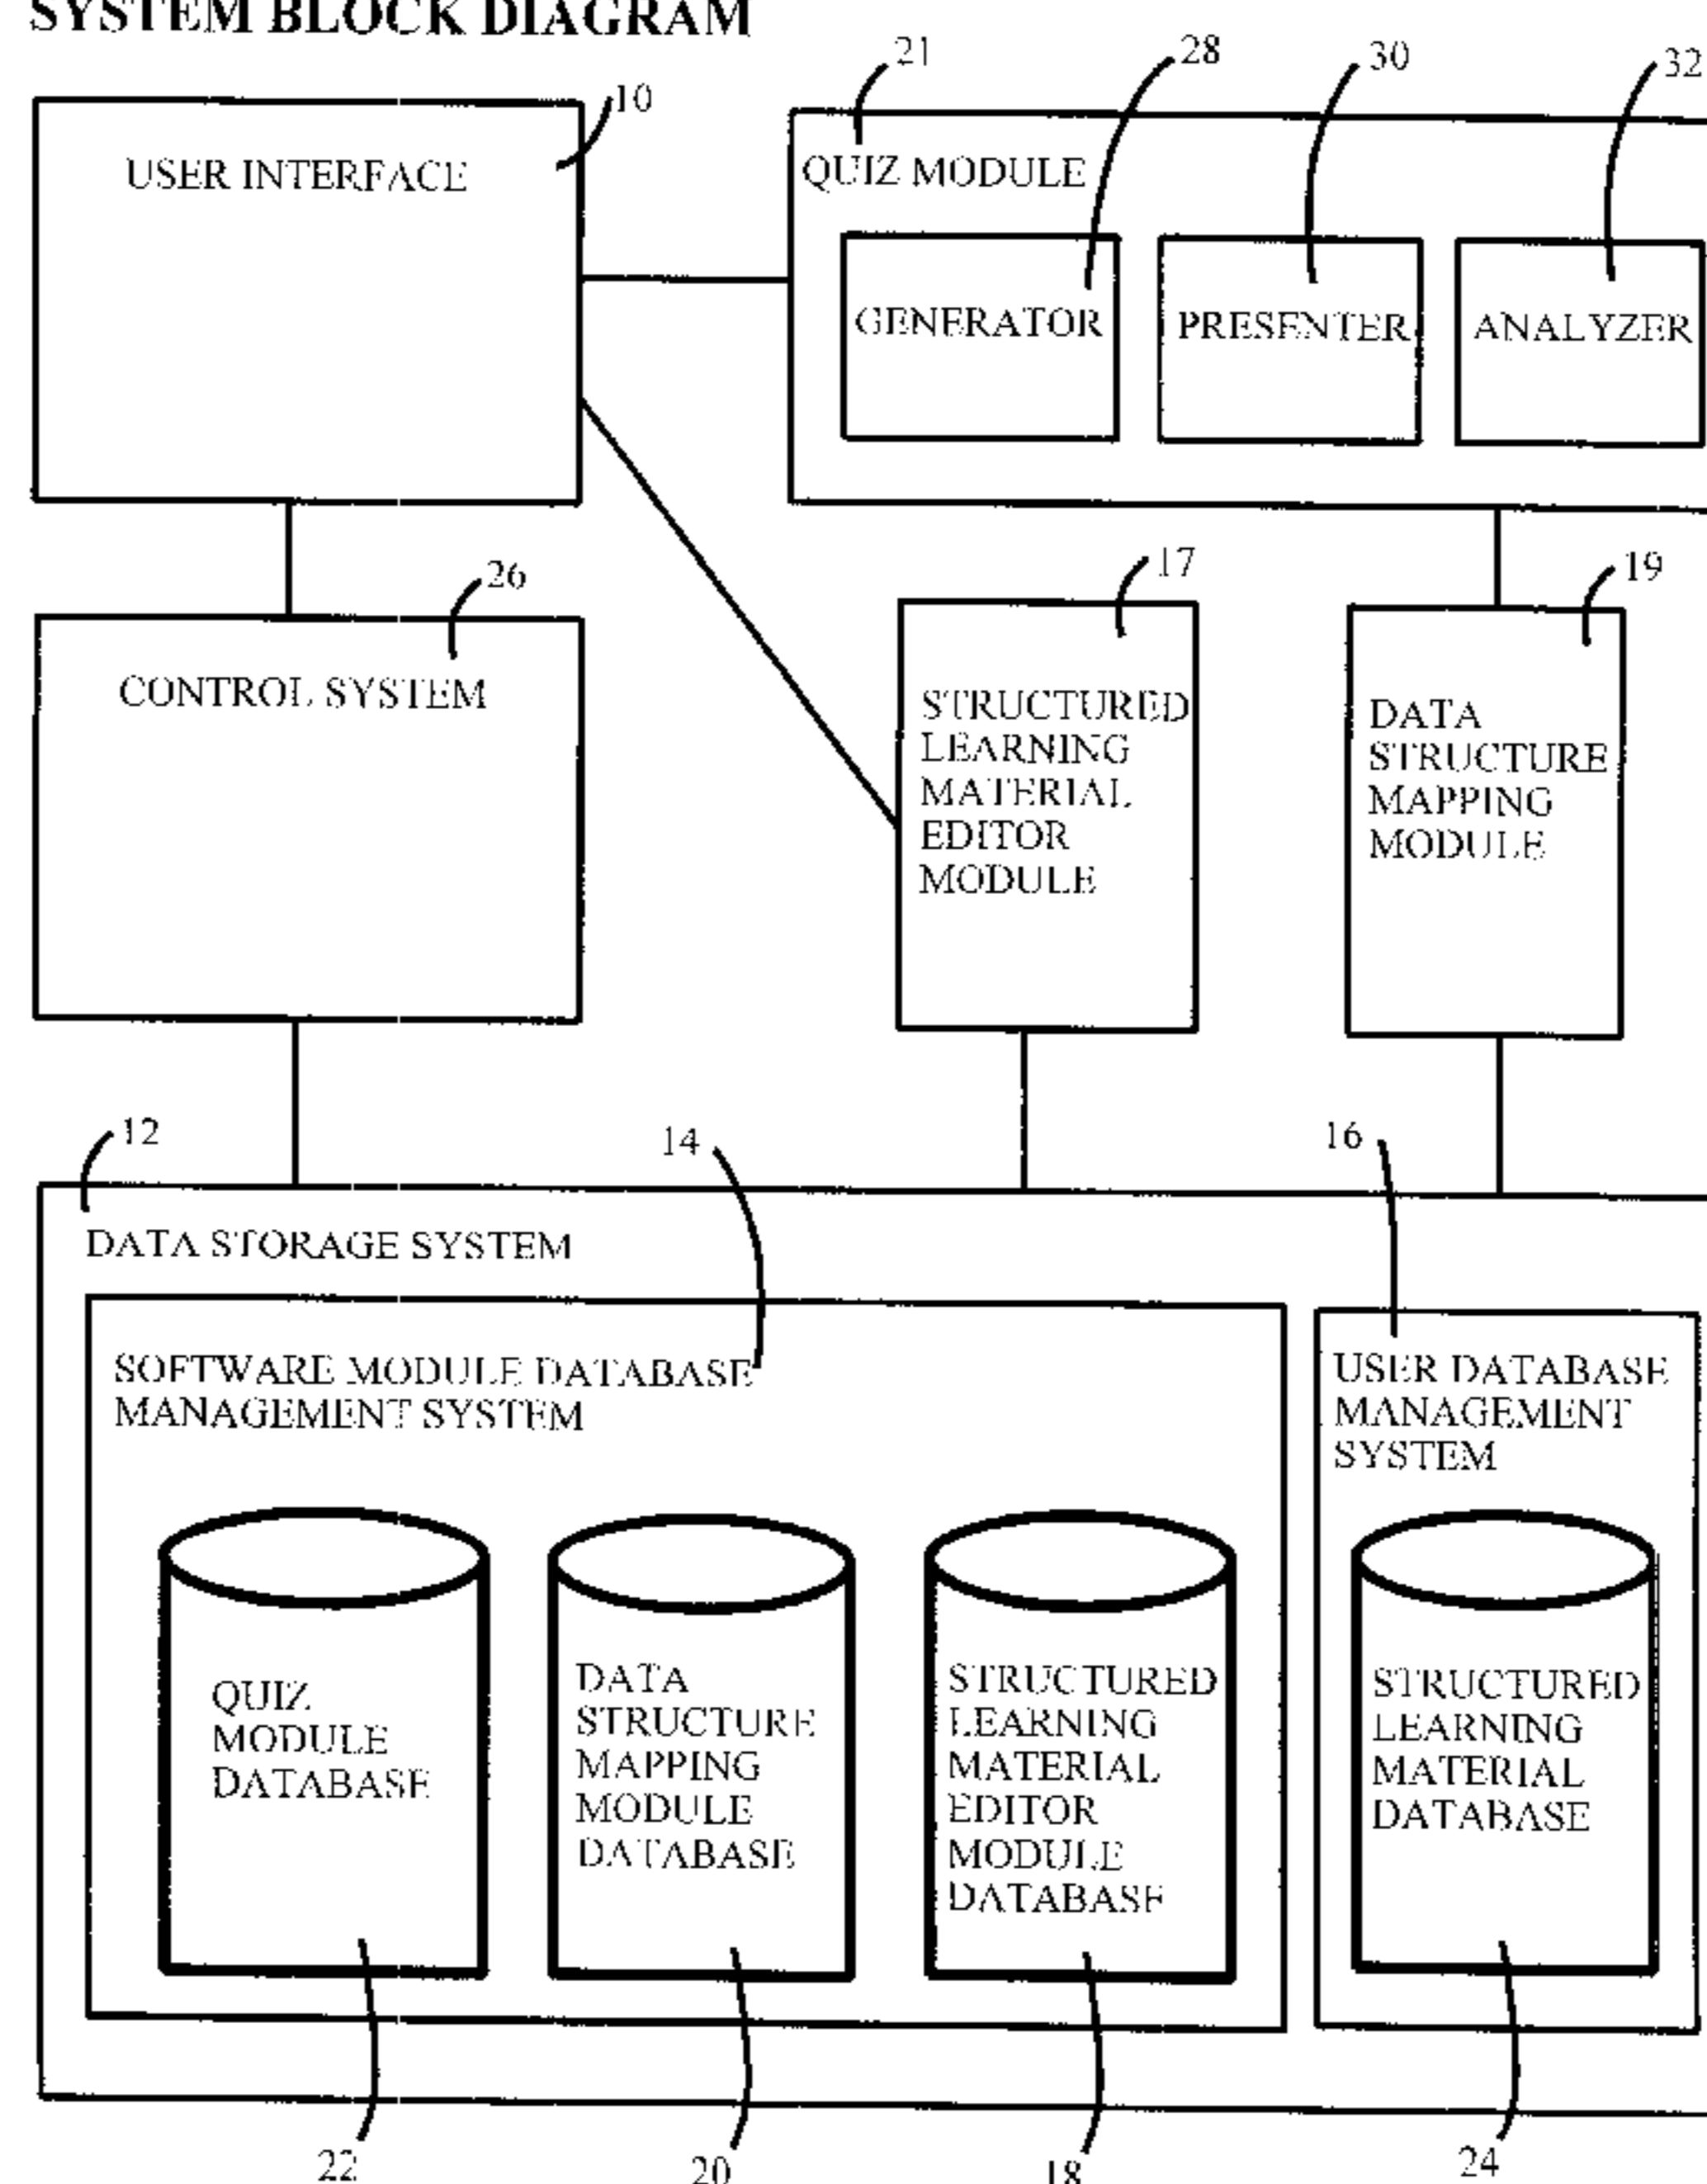 SYSTEM BLOCK DIAGRAM
21
28
30
32
10
USER INTERFACE
QUIZ MODULE
GENERATOR
PRESENTER
ANALYZER
26
17
19
CONTROL SYSTEM
STRUCTURED
LEARNING
MATERIAL
EDITOR
MODULE
DATA
STRUCTURE
MAPPING
MODULE
12
14
16
DATA STORAGE SYSTEM
SOFTWARE MODULE DATABASE
MANAGEMENT SYSTEM
USER DATABASE
MANAGEMENT
SYSTEM
QUIZ
MODULE
DATABASE
DATA
STRUCTURE
MAPPING
MODULE
DATABASE
STRUCTURED
LEARNING
MATERIAL
EDITOR
MODULE
DATABASE
STRUCTURED
LEARNING
MATERIAL
DATABASE
22
20
18
24